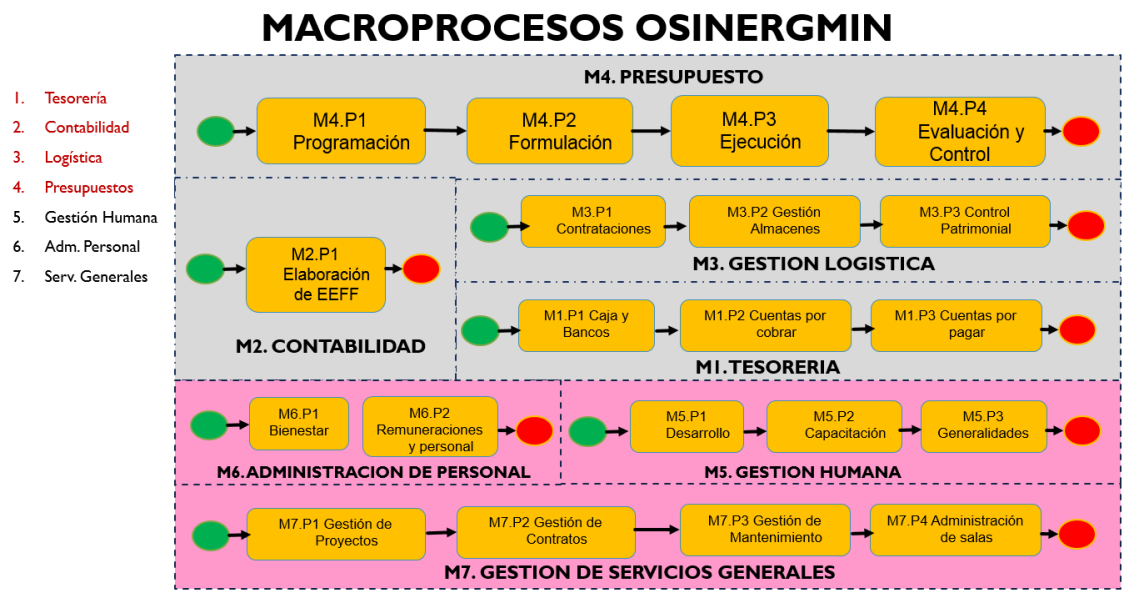 MACROPROCESOS OSINERGMIN
1. Tesorería
2. Contabilidad
3. Logística
4. Presupuestos
5. Gestión Humana
6. Adm. Personal
7. Serv. Generales
M4. PRESUPUESTO
M4.P1
Programación
M4.P2
Formulación
M4.P3
Ejecución
M4.P4
Evaluación y
Control
M2.P1
Elaboración
de EEFF
M2. CONTABILIDAD
M3.P1
Contrataciones
M3.P2 Gestión
Almacenes
M3.P3 Control
Patrimonial
M3. GESTION LOGISTICA
M1.P1 Caja y
Bancos
M1.P2 Cuentas por
cobrar
M1.P3 Cuentas por
pagar
M1. TESORERIA
M6.P1
Bienestar
M6.P2
Remuneraciones
y personal
M6. ADMINISTRACION DE PERSONAL
M5.P1
Desarrollo
M5.P2
Capacitación
M5.P3
Generalidades
M5. GESTION HUMANA
M7.P1 Gestión de
Proyectos
M7.P2 Gestión de
Contratos
M7.P3 Gestión de
Mantenimiento
M7.P4 Administración
de salas
M7. GESTION DE SERVICIOS GENERALES